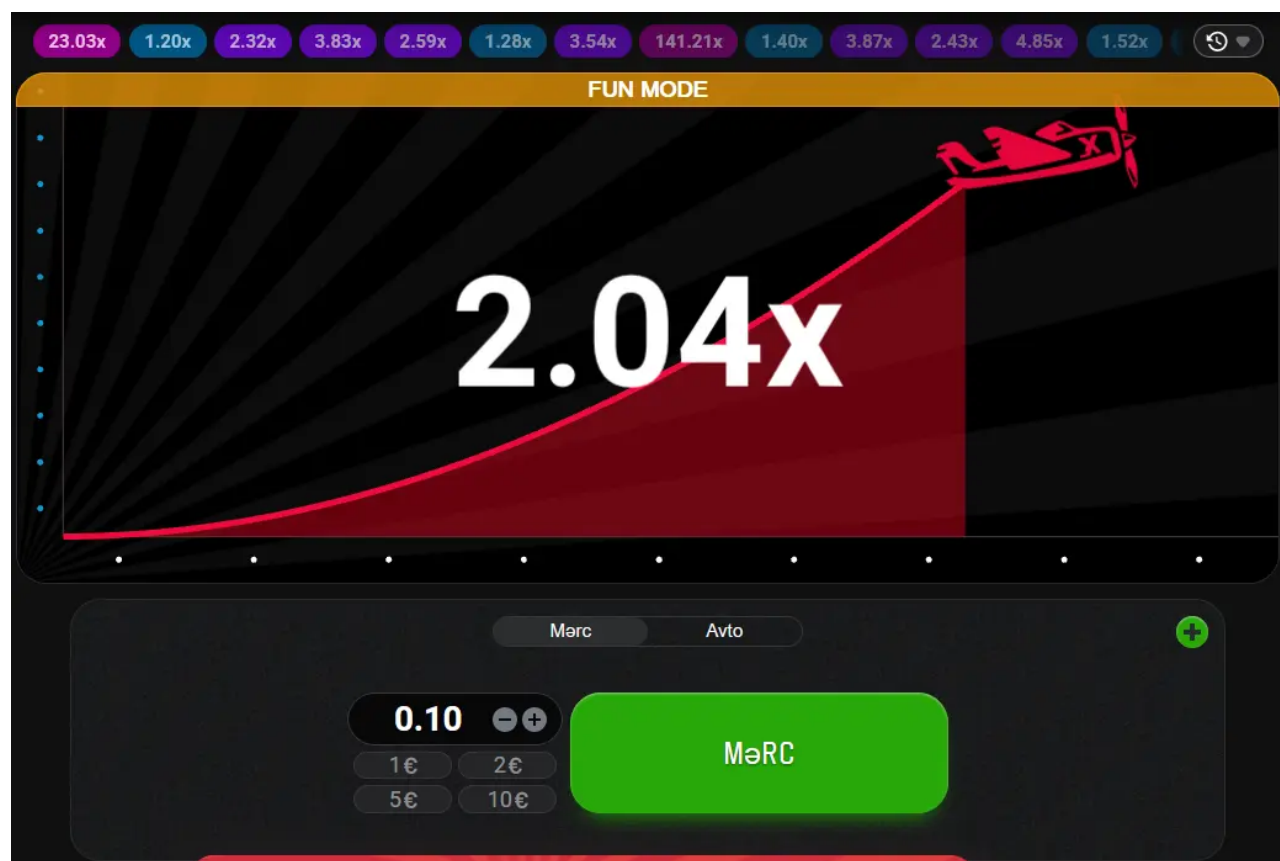 23.03x 1.20x 2.32x 3.83x 2.59x 1.28x 3.54x 141.21x 1.40x 3.87x 2.43x 4.85x 1.52x
FUN MODE
X
2.04x
Mərc Avto
0.10
MəRC
1€ 2€
5€ 10€